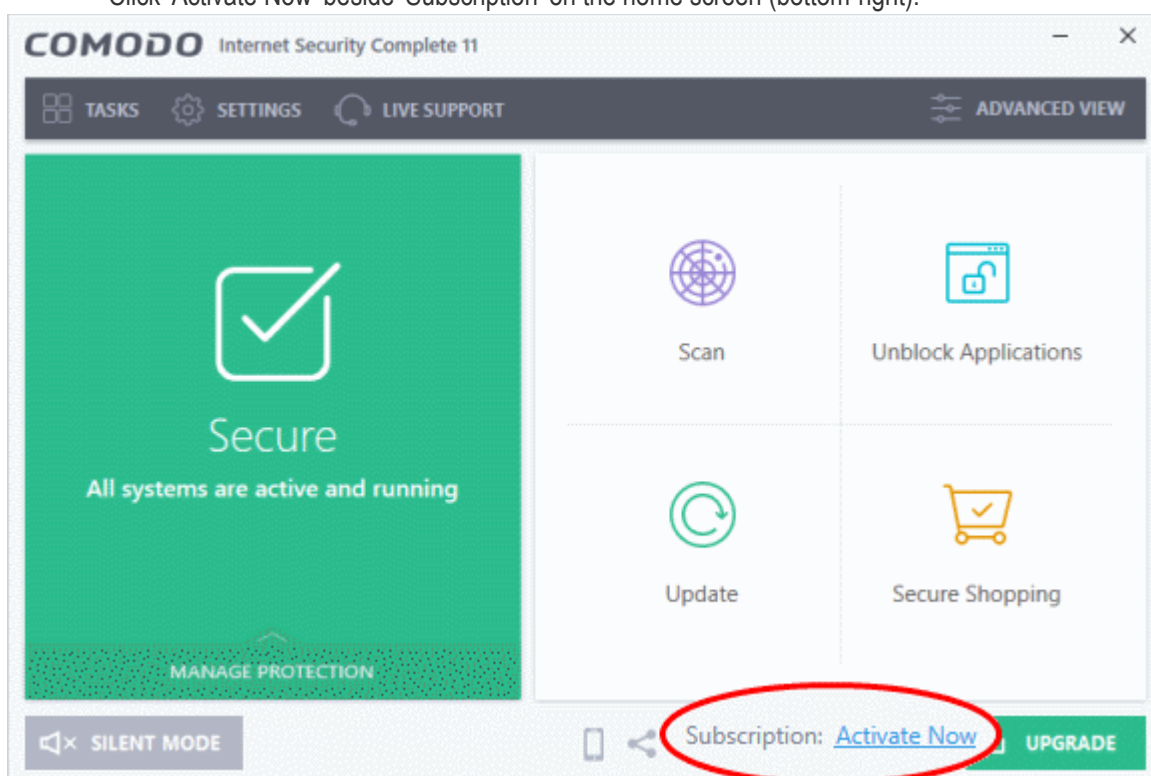 Click 'Activate Now' beside 'Subscription' on the home screen (bottom right).
COMODO Internet Security Complete 11
TASKS SETTINGS LIVE SUPPORT ADVANCED VIEW
Secure
All systems are active and running
MANAGE PROTECTION
Scan
Unblock Applications
Update
Secure Shopping
SILENT MODE
Subscription: Activate Now
UPGRADE